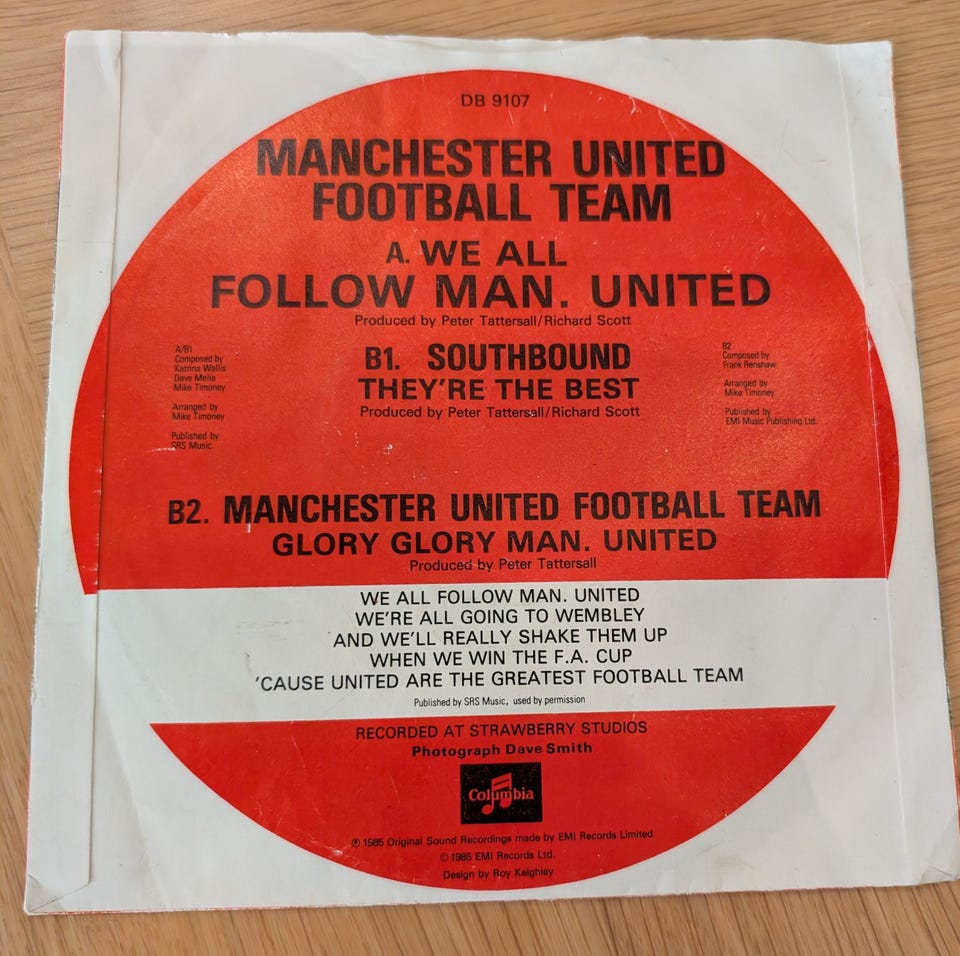 DB 9107
MANCHESTER UNITED
FOOTBALL TEAM
A. WE ALL
FOLLOW MAN. UNITED
Produced by Peter Tattersall/Richard Scott
A/B1
Composed by
Katrina Wallis
Dave Melia
Mike Timoney
Arranged by
Mike Timoney
Published by
SRS Music
B1. SOUTHBOUND
THEY'RE THE BEST
Produced by Peter Tattersall/Richard Scott
B2
Composed by
Frank Renshaw
Arranged by
Mike Timoney
Published by
EMI Music Publishing Ltd.
B2. MANCHESTER UNITED FOOTBALL TEAM
GLORY GLORY MAN. UNITED
Produced by Peter Tattersall
WE ALL FOLLOW MAN. UNITED
WE'RE ALL GOING TO WEMBLEY
AND WE'LL REALLY SHAKE THEM UP
WHEN WE WIN THE F.A. CUP
'CAUSE UNITED ARE THE GREATEST FOOTBALL TEAM
Published by SRS Music, used by permission
RECORDED AT STRAWBERRY STUDIOS
Photograph Dave Smith
Columbia
℗ 1985 Original Sound Recordings made by EMI Records Limited
© 1985 EMI Records Ltd.
Design by Roy Keighley